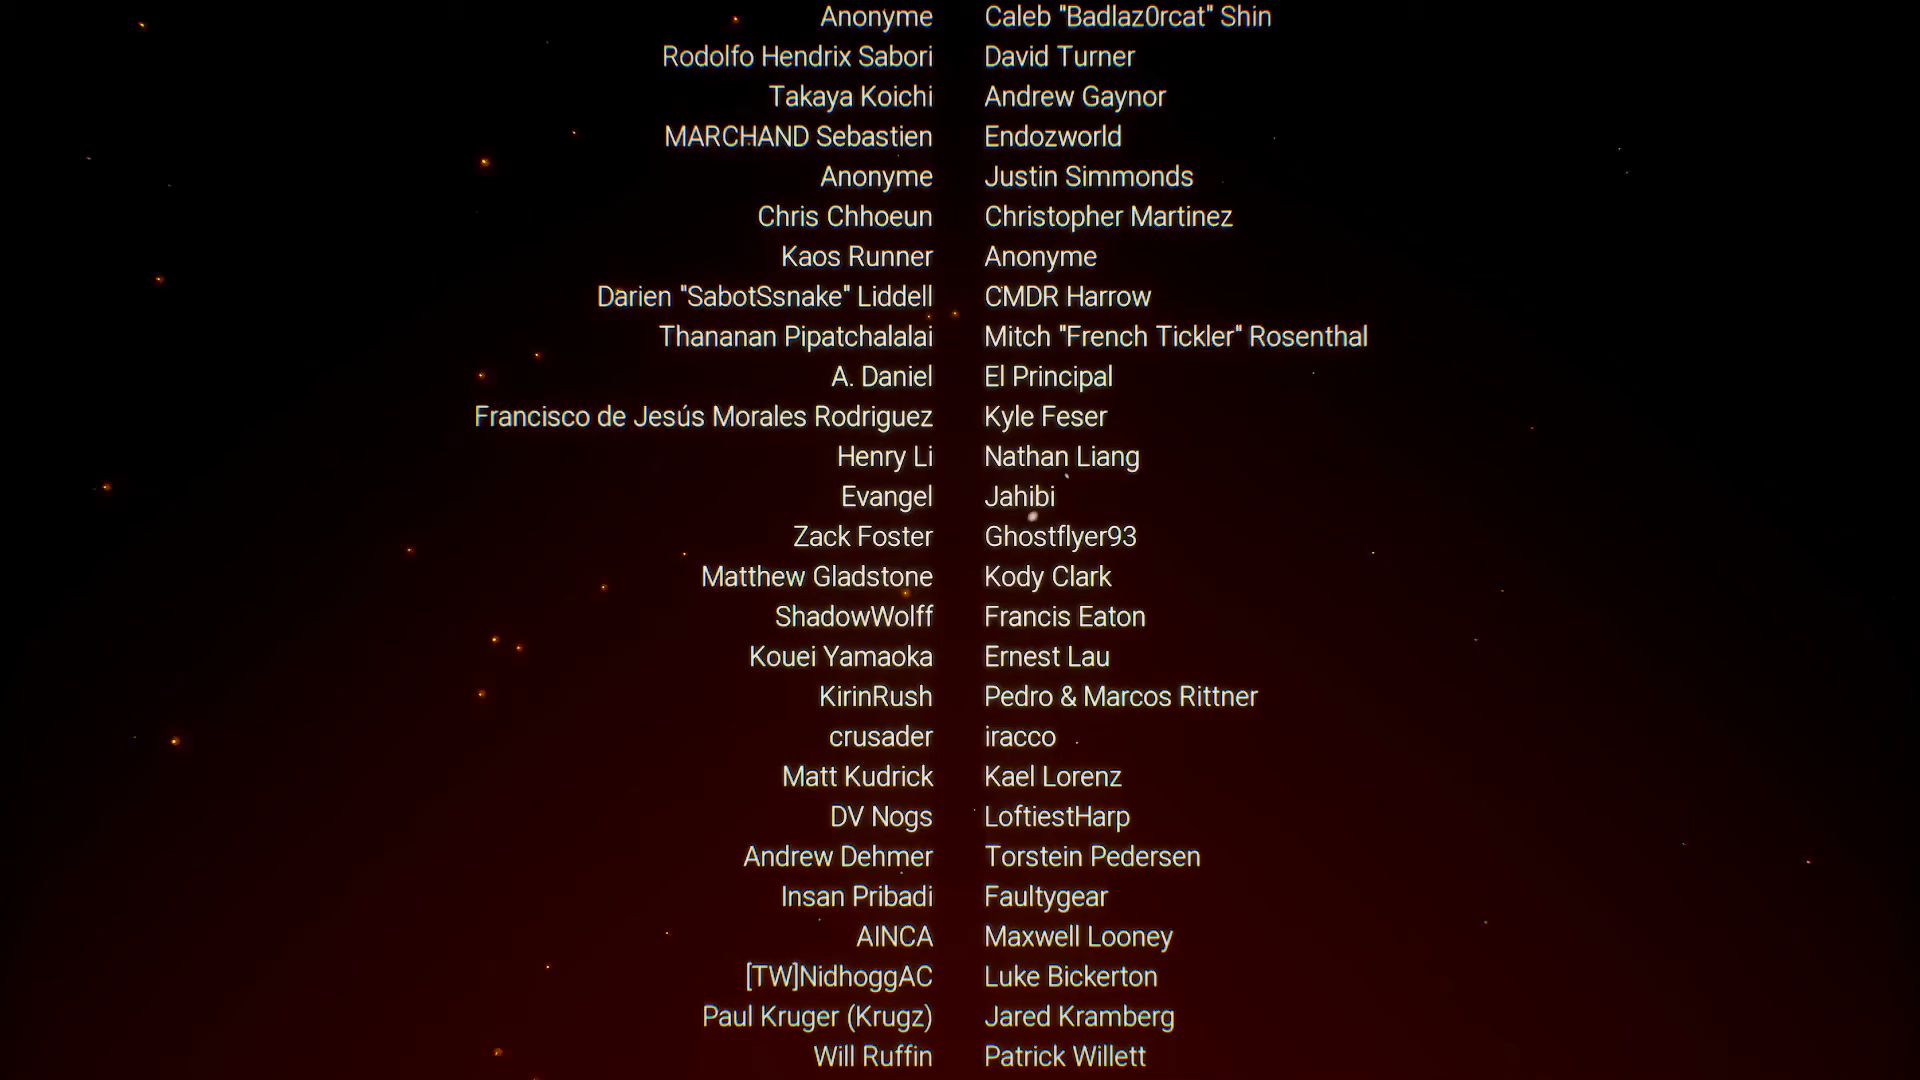 Anonyme Caleb "Badlaz0rcat" Shin
Rodolfo Hendrix Sabori David Turner
Takaya Koichi Andrew Gaynor
MARCHAND Sebastien Endozworld
Anonyme Justin Simmonds
Chris Chhoeun Christopher Martinez
Kaos Runner Anonyme
Darien "SabotSsnake" Liddell CMDR Harrow
Thananan Pipatchalalai Mitch "French Tickler" Rosenthal
A. Daniel El Principal
Francisco de Jesús Morales Rodriguez Kyle Feser
Henry Li Nathan Liang
Evangel Jahibi
Zack Foster Ghostflyer93
Matthew Gladstone Kody Clark
ShadowWolff Francis Eaton
Kouei Yamaoka Ernest Lau
KirinRush Pedro & Marcos Rittner
crusader iracco
Matt Kudrick Kael Lorenz
DV Nogs LoftiestHarp
Andrew Dehmer Torstein Pedersen
Insan Pribadi Faultygear
AINCA Maxwell Looney
[TW]NidhoggAC Luke Bickerton
Paul Kruger (Krugz) Jared Kramberg
Will Ruffin Patrick Willett